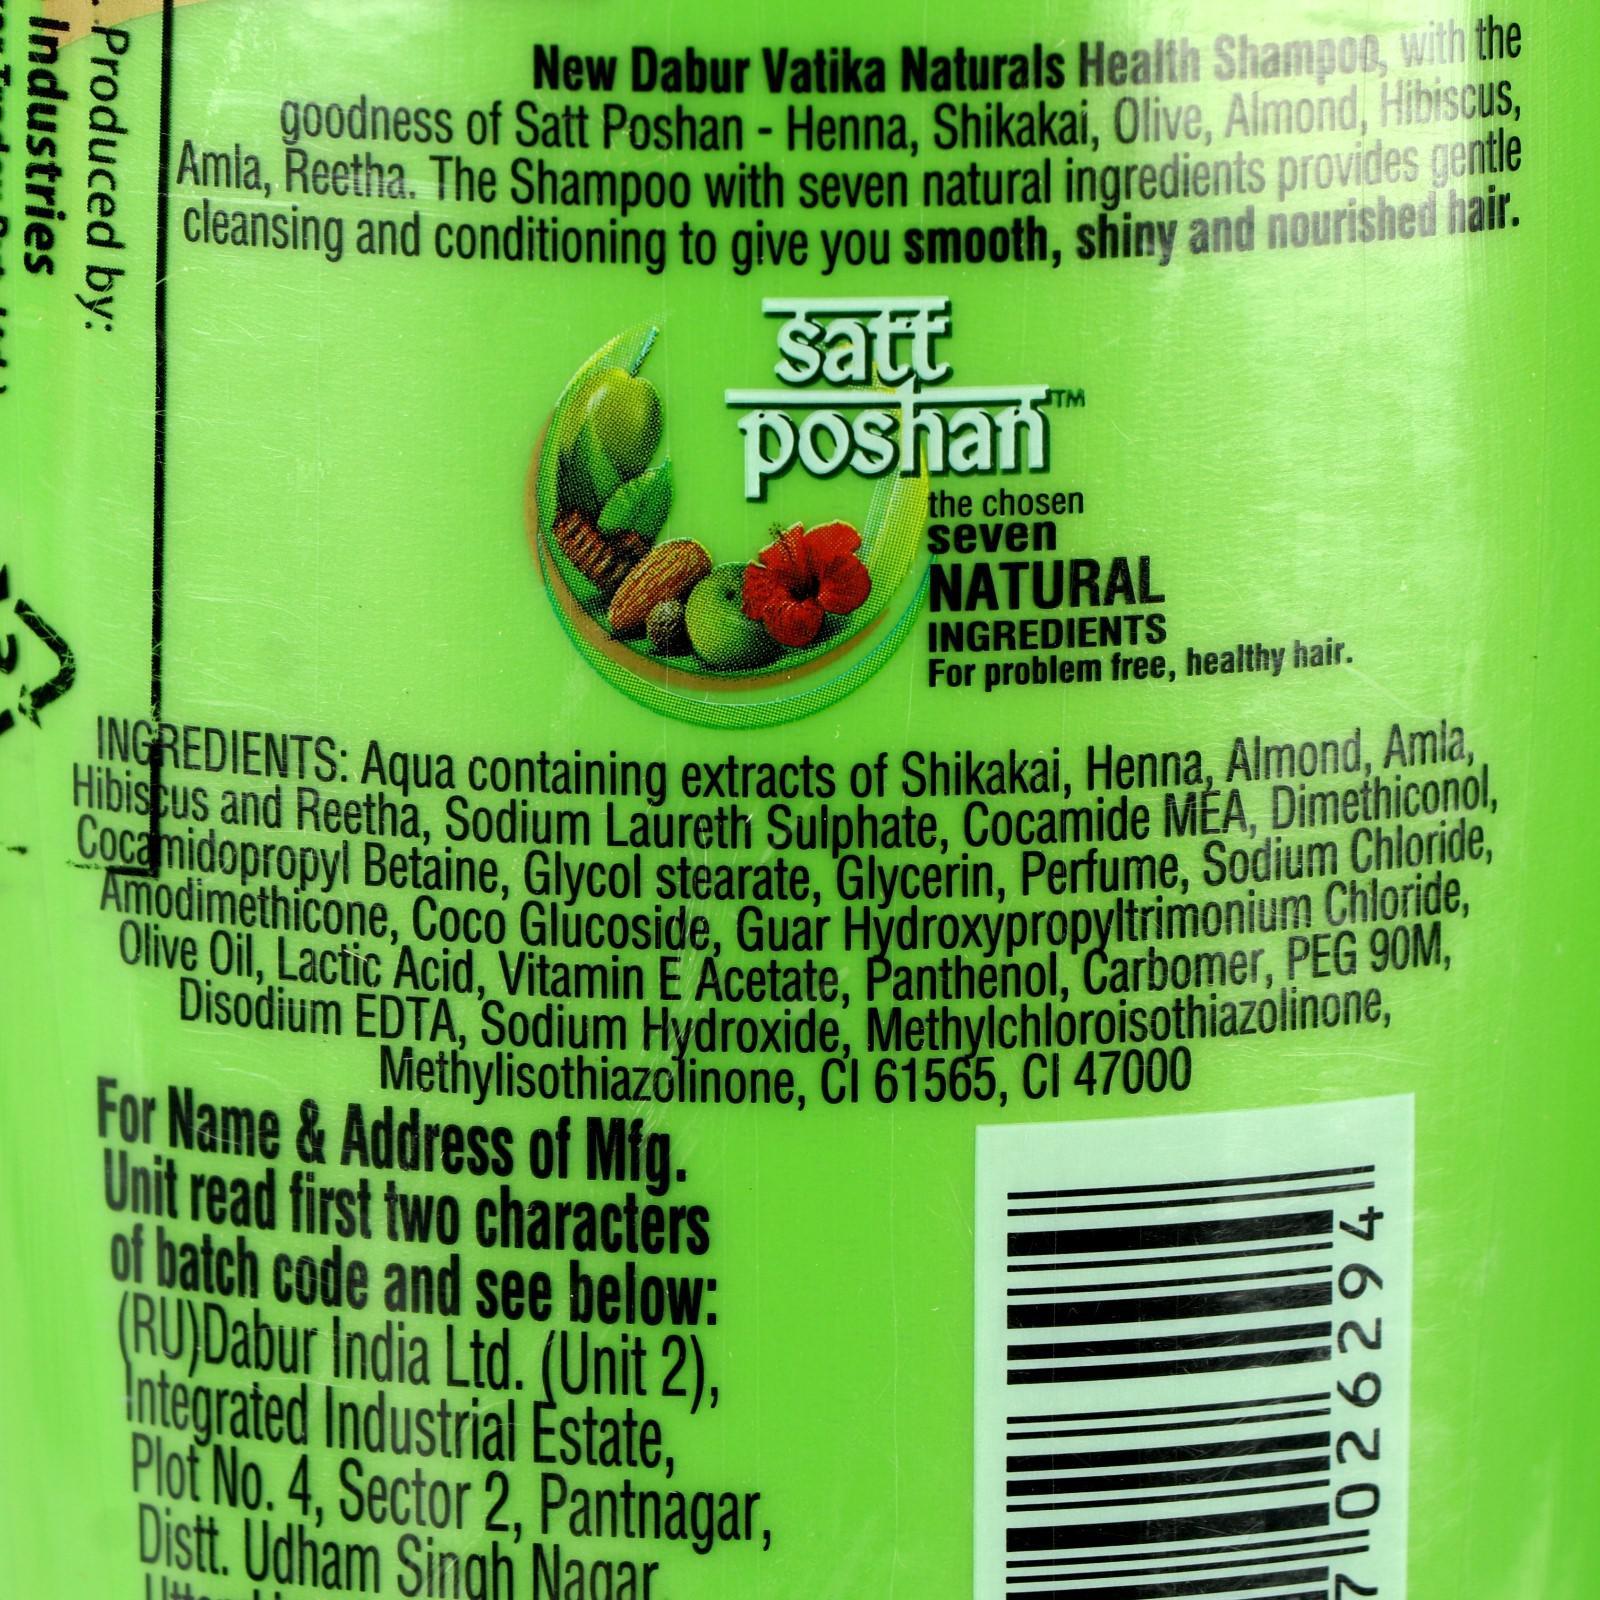 Produced by:
Industries
New Dabur Vatika Naturals Health Shampoo, with the
goodness of Satt Poshan - Henna, Shikakai, Olive, Almond, Hibiscus,
Amla, Reetha. The Shampoo with seven natural ingredients provides gentle
cleansing and conditioning to give you smooth, shiny and nourished hair.
satt
poshan™
the chosen
seven
NATURAL
INGREDIENTS
For problem free, healthy hair.
INGREDIENTS: Aqua containing extracts of Shikakai, Henna, Almond, Amla,
Hibiscus and Reetha, Sodium Laureth Sulphate, Cocamide MEA, Dimethiconol,
Cocamidopropyl Betaine, Glycol stearate, Glycerin, Perfume, Sodium Chloride,
Amodimethicone, Coco Glucoside, Guar Hydroxypropyltrimonium Chloride,
Olive Oil, Lactic Acid, Vitamin E Acetate, Panthenol, Carbomer, PEG 90M,
Disodium EDTA, Sodium Hydroxide, Methylchloroisothiazolinone,
Methylisothiazolinone, CI 61565, CI 47000
For Name & Address of Mfg.
Unit read first two characters
of batch code and see below:
(RU)Dabur India Ltd. (Unit 2),
Integrated Industrial Estate,
Plot No. 4, Sector 2, Pantnagar,
Distt. Udham Singh Nagar
7026294